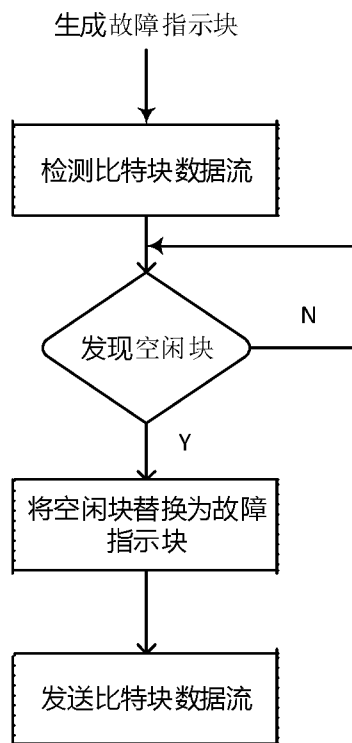 生成故障指示块
检测比特块数据流
发现空闲块
N
Y
将空闲块替换为故障
指示块
发送比特块数据流